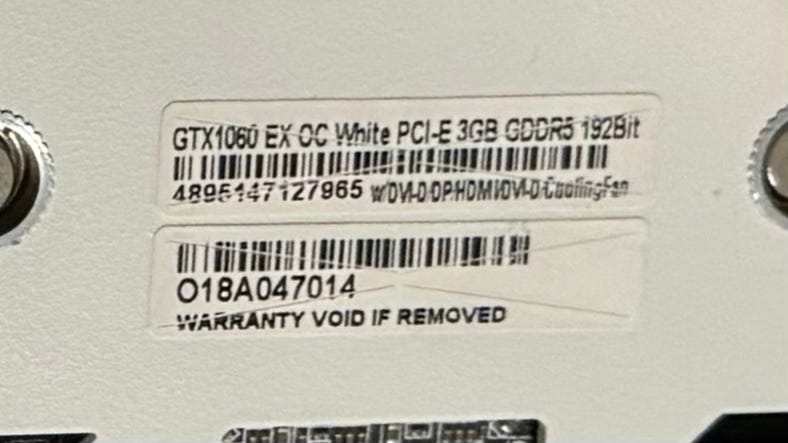 GTX1060 EX OC White PCI-E 3GB GDDR5 192Bit
4895147127965 w/DVI-D/DP/HDMI/DVI-D/CoolingFan
O18A047014
WARRANTY VOID IF REMOVED